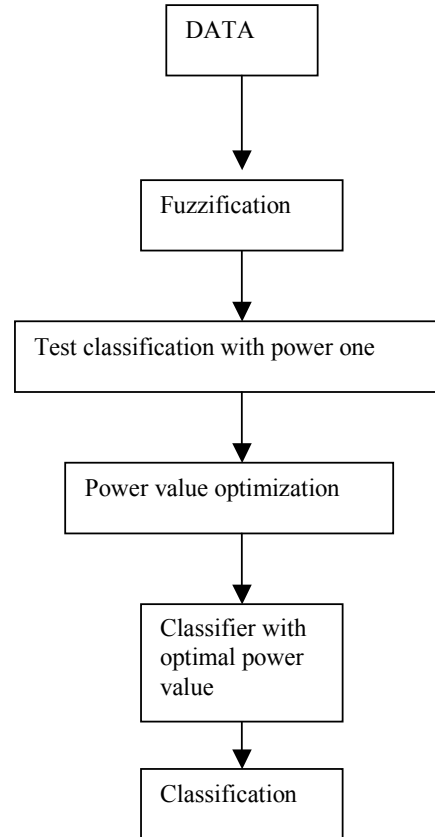 DATA
Fuzzification
Test classification with power one
Power value optimization
Classifier with
optimal power
value
Classification